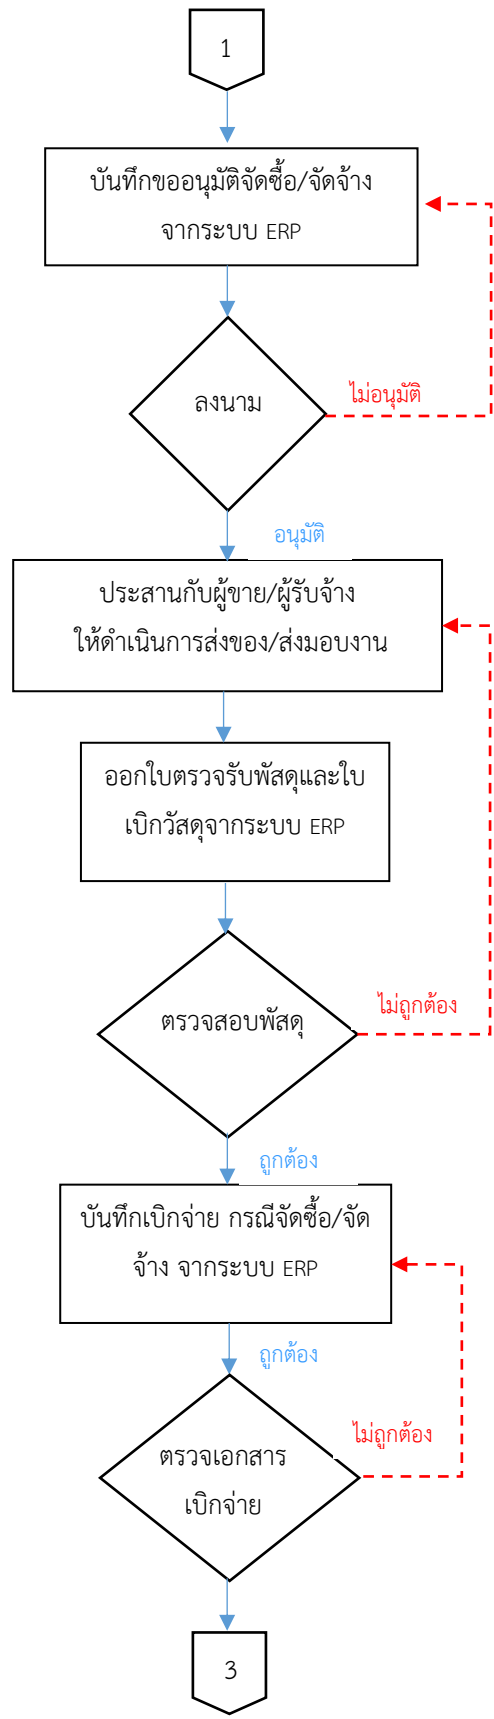 1
บันทึกขออนุมัติจัดซื้อ/จัดจ้าง
จากระบบ ERP
ลงนาม
ไม่อนุมัติ
อนุมัติ
ประสานกับผู้ขาย/ผู้รับจ้าง
ให้ดำเนินการส่งของ/ส่งมอบงาน
ออกใบตรวจรับพัสดุและใบ
เบิกวัสดุจากระบบ ERP
ตรวจสอบพัสดุ
ไม่ถูกต้อง
ถูกต้อง
บันทึกเบิกจ่าย กรณีจัดซื้อ/จัด
จ้าง จากระบบ ERP
ถูกต้อง
ไม่ถูกต้อง
ตรวจเอกสาร
เบิกจ่าย
3